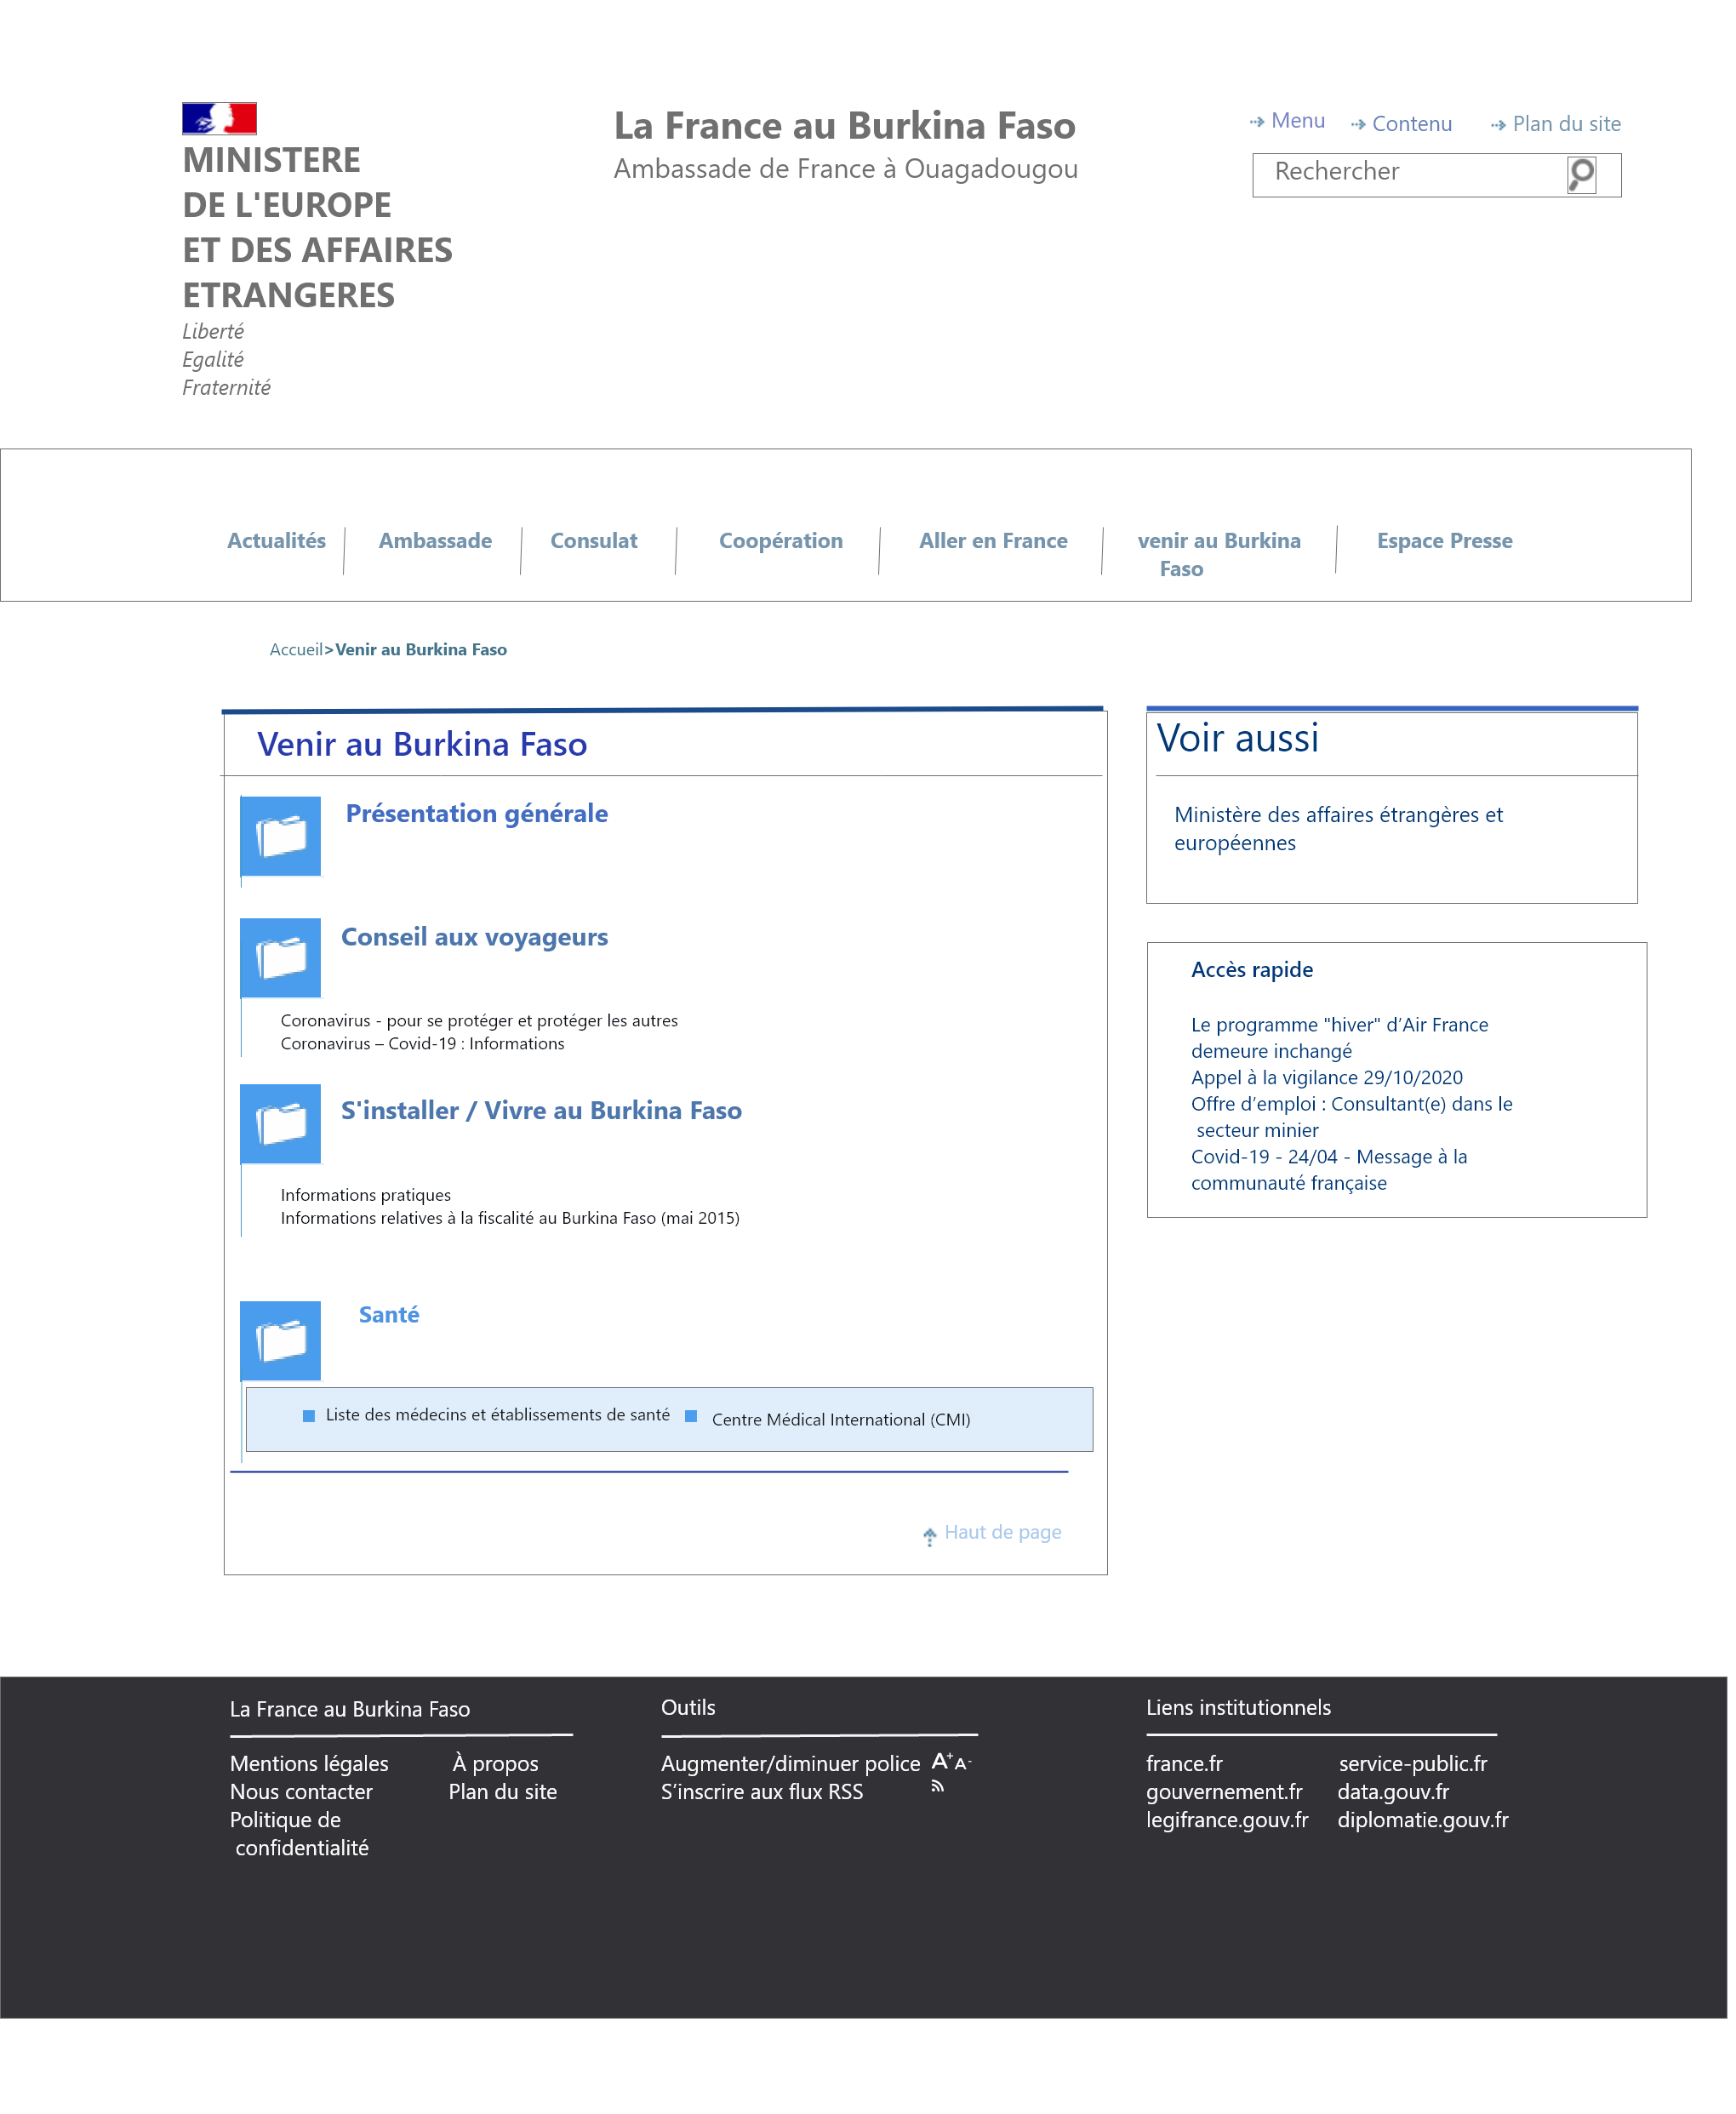 MINISTERE
DE L'EUROPE
ET DES AFFAIRES
ETRANGERES
Liberté
Egalité
Fraternité
La France au Burkina Faso
Ambassade de France à Ouagadougou
Menu
Contenu
Plan du site
Rechercher
Actualités
Ambassade
Consulat
Coopération
Aller en France
venir au Burkina
Faso
Espace Presse
Accueil>Venir au Burkina Faso
Venir au Burkina Faso
Présentation générale
Conseil aux voyageurs
Coronavirus - pour se protéger et protéger les autres
Coronavirus – Covid-19 : Informations
S'installer / Vivre au Burkina Faso
Informations pratiques
Informations relatives à la fiscalité au Burkina Faso (mai 2015)
Santé
Liste des médecins et établissements de santé
Centre Médical International (CMI)
Haut de page
Voir aussi
Ministère des affaires étrangères et
européennes
Accès rapide
Le programme "hiver" d’Air France
demeure inchangé
Appel à la vigilance 29/10/2020
Offre d’emploi : Consultant(e) dans le
secteur minier
Covid-19 - 24/04 - Message à la
communauté française
La France au Burkina Faso
Mentions légales
À propos
Nous contacter
Plan du site
Politique de
confidentialité
Outils
Augmenter/diminuer police A+ A-
S’inscrire aux flux RSS
Liens institutionnels
france.fr
service-public.fr
gouvernement.fr
data.gouv.fr
legifrance.gouv.fr
diplomatie.gouv.fr